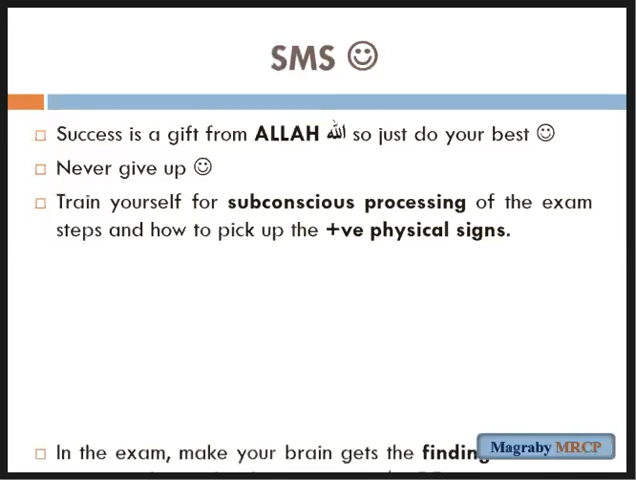 SMS ☺
Success is a gift from ALLAH الله so just do your best ☺
Never give up ☺
Train yourself for subconscious processing of the exam
steps and how to pick up the +ve physical signs.
In the exam, make your brain gets the finding
Magraby MRCP